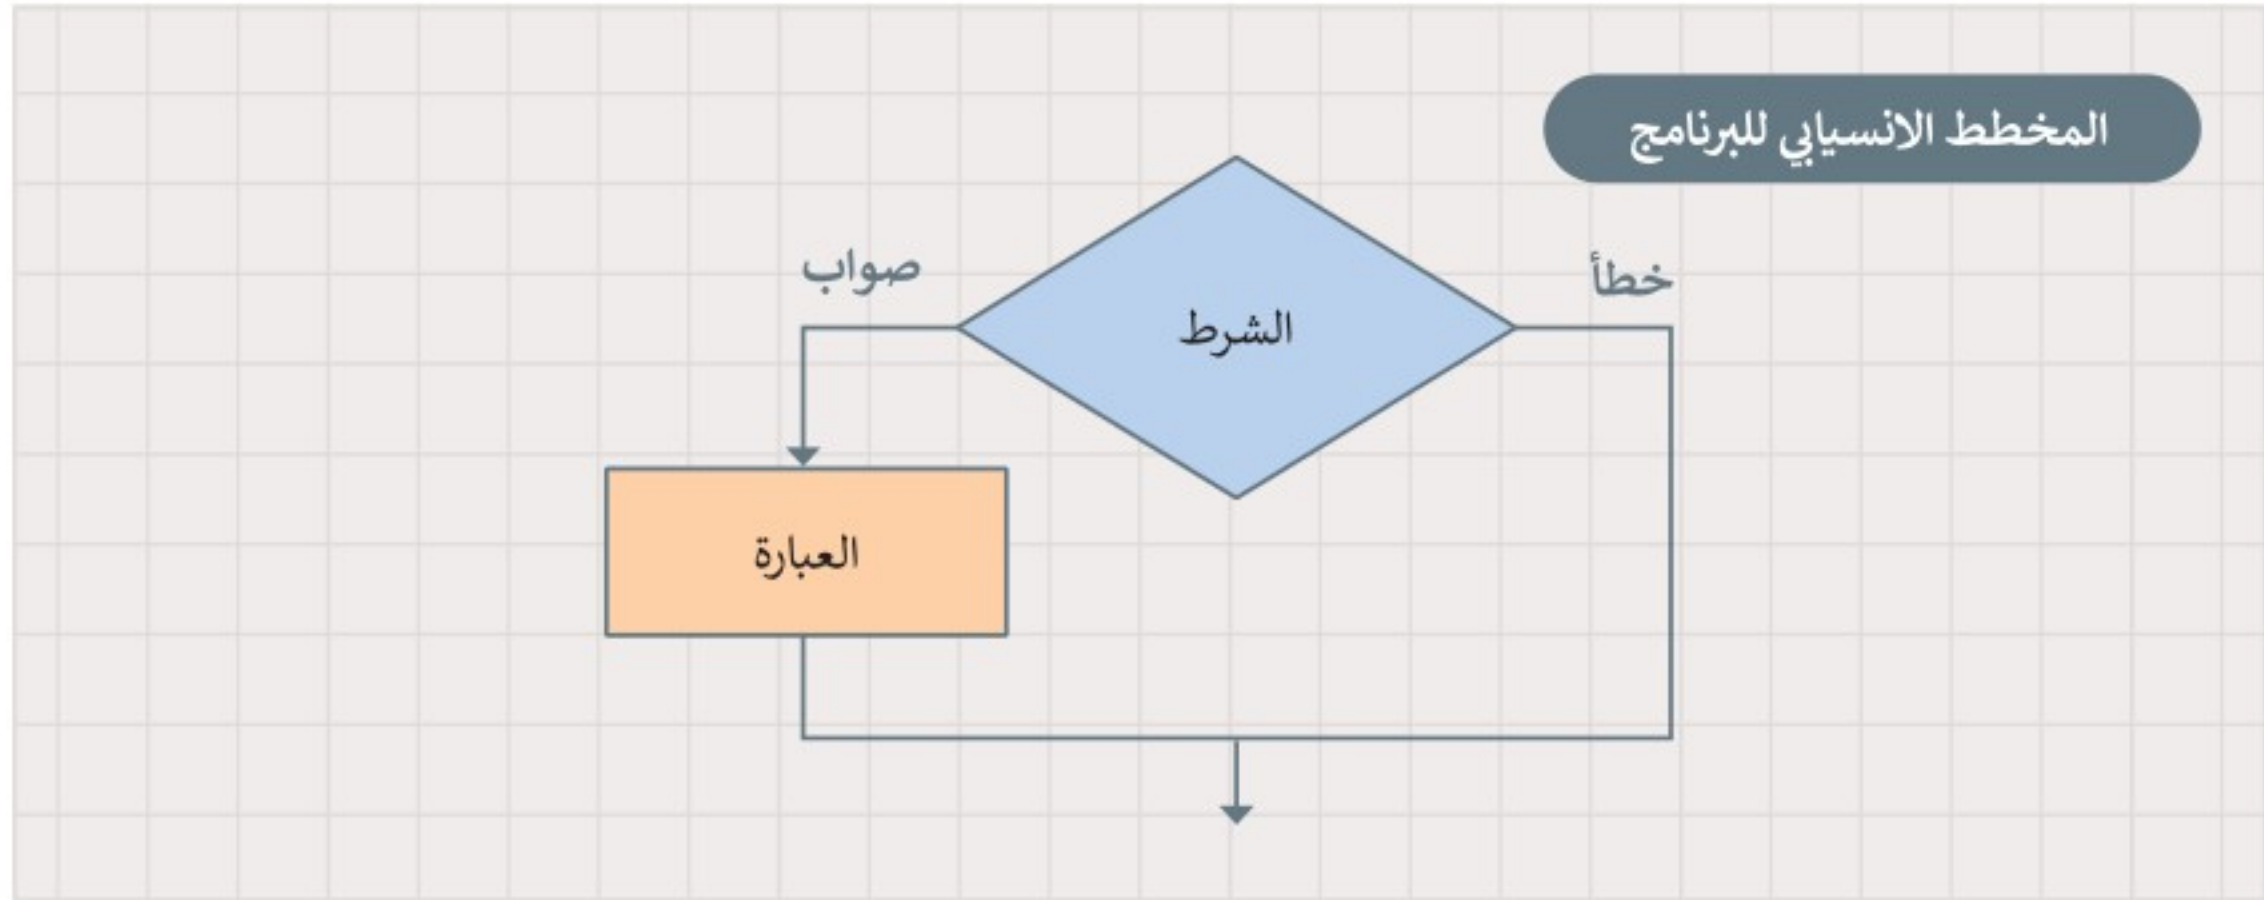 المخطط الانسيابي للبرنامج
خطأ
صواب
الشرط
العبارة